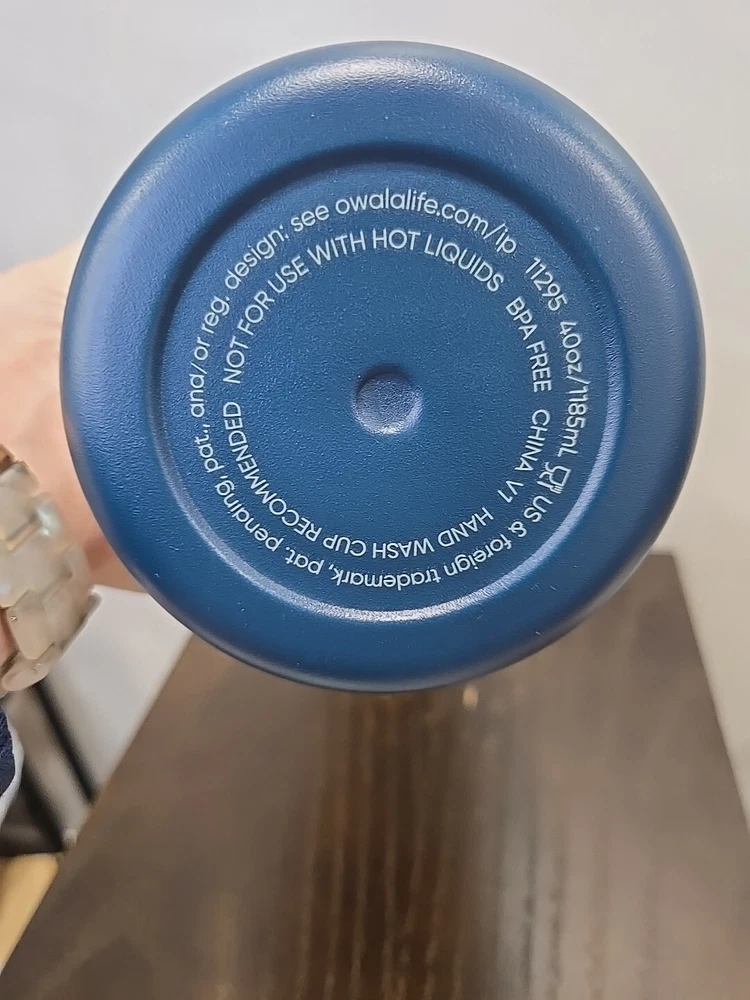 11295 40oz/1185mL US & foreign trademark, pat. pending, pat., and/or reg. design: see owalalife.com/ip
NOT FOR USE WITH HOT LIQUIDS BPA FREE CHINA V1 HAND WASH CUP RECOMMENDED